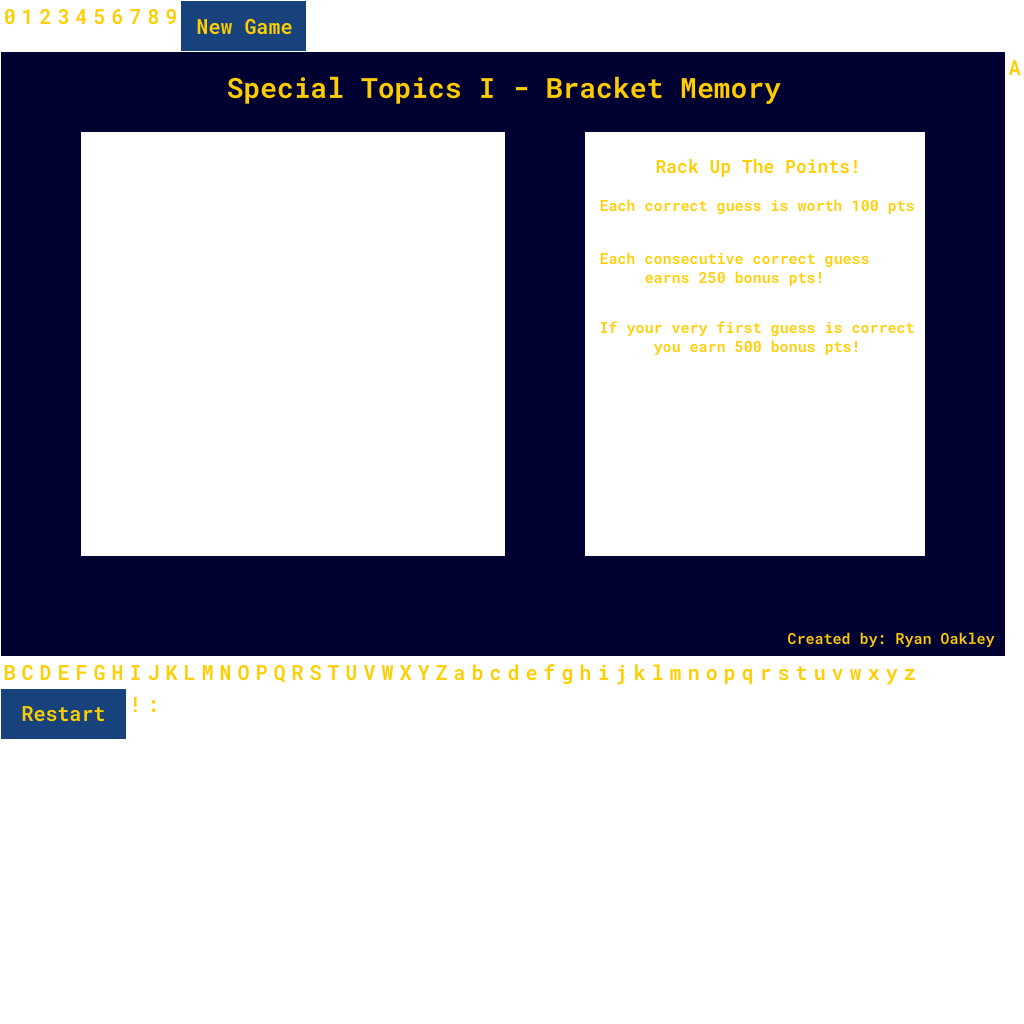 0 1 2 3 4 5 6 7 8 9
New Game
A
Special Topics I - Bracket Memory
Rack Up The Points!
Each correct guess is worth 100 pts
Each consecutive correct guess
earns 250 bonus pts!
If your very first guess is correct
you earn 500 bonus pts!
Created by: Ryan Oakley
B C D E F G H I J K L M N O P Q R S T U V W X Y Z a b c d e f g h i j k l m n o p q r s t u v w x y z
Restart
! :